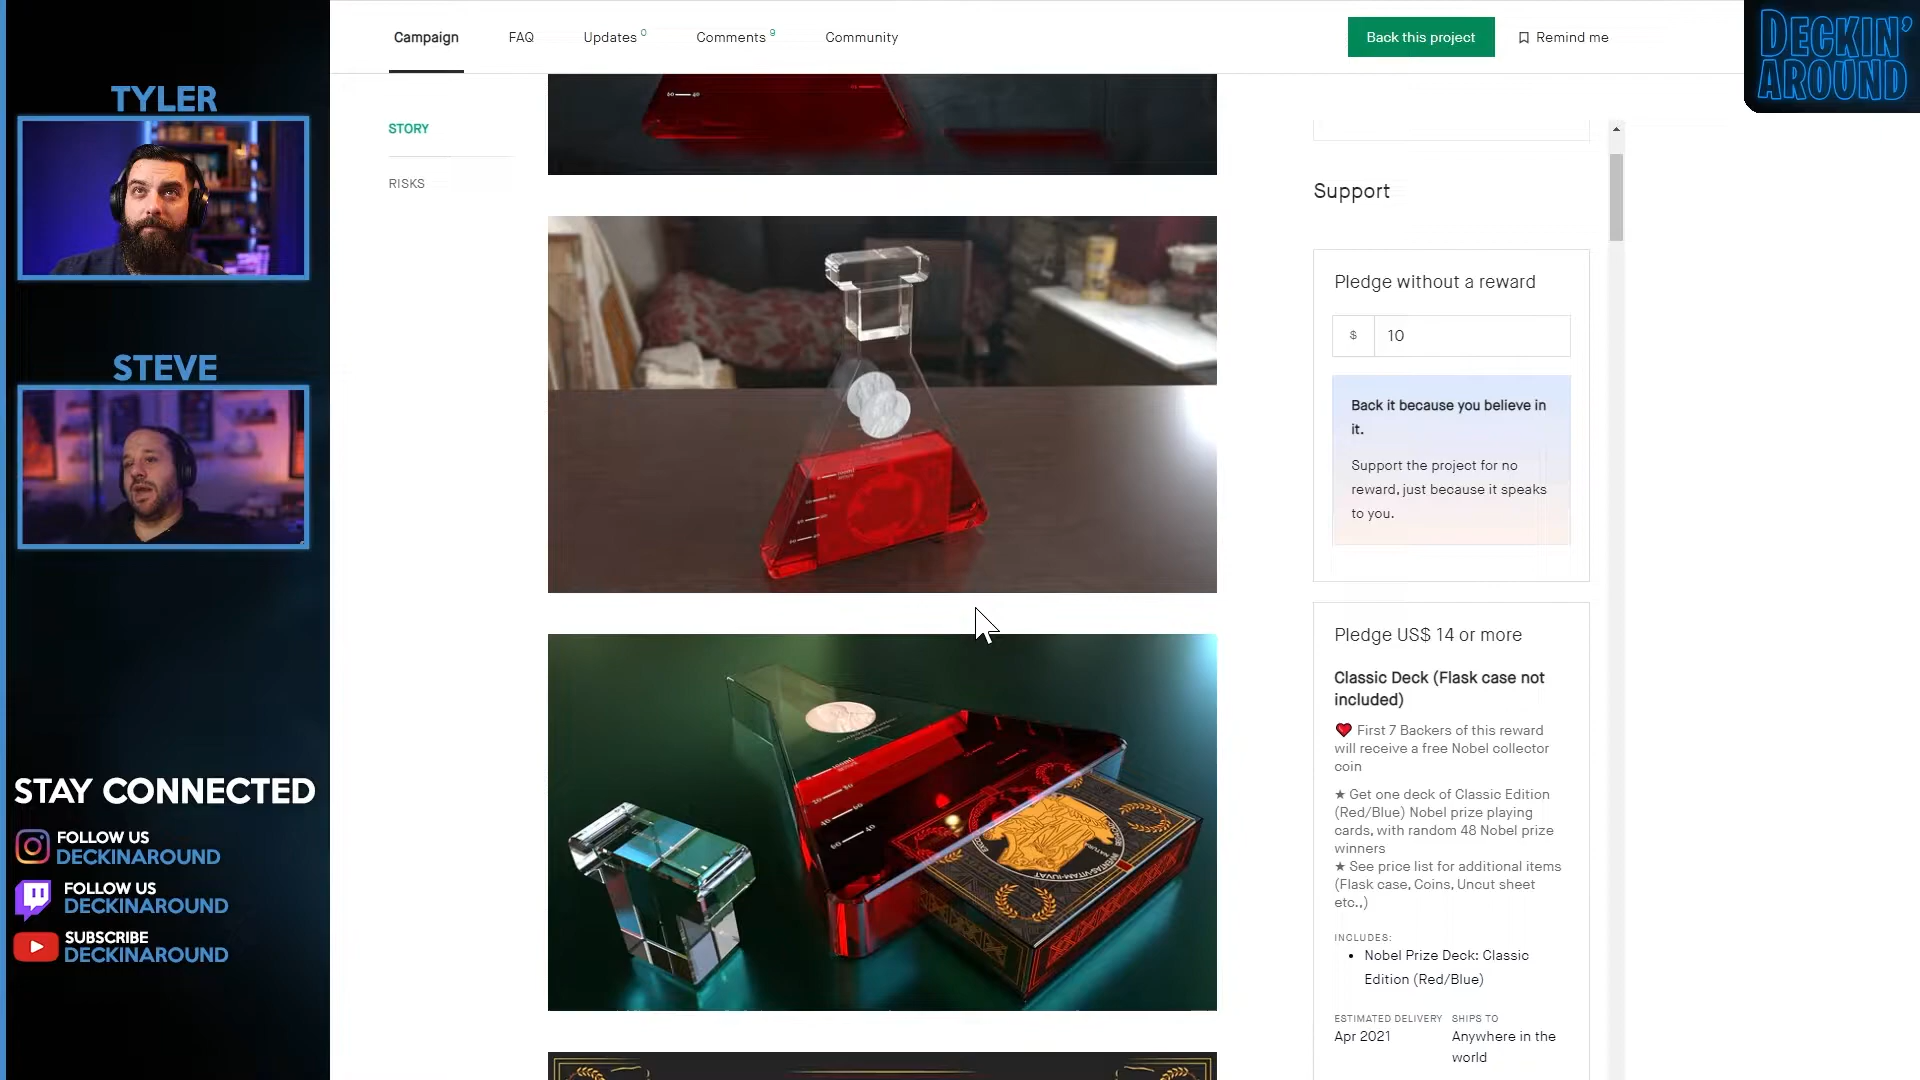 Campaign
FAQ
Updates 0
Comments 9
Community
Back this project
Remind me
DECKIN'
AROUND
TYLER
STEVE
STAY CONNECTED
FOLLOW US
DECKINAROUND
FOLLOW US
DECKINAROUND
SUBSCRIBE
DECKINAROUND
STORY
RISKS
Support
Pledge without a reward
$ 10
Back it because you believe in
it.
Support the project for no
reward, just because it speaks
to you.
Pledge US$ 14 or more
Classic Deck (Flask case not
included)
❤️ First 7 Backers of this reward
will receive a free Nobel collector
coin
★ Get one deck of Classic Edition
(Red/Blue) Nobel prize playing
cards, with random 48 Nobel prize
winners
★ See price list for additional items
(Flask case, Coins, Uncut sheet
etc.,)
INCLUDES:
• Nobel Prize Deck: Classic
Edition (Red/Blue)
ESTIMATED DELIVERY
Apr 2021
SHIPS TO
Anywhere in the
world